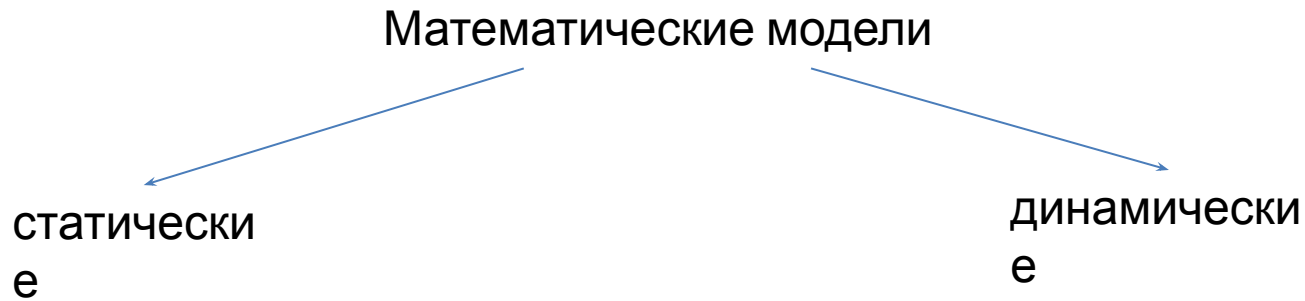 Математические модели
статически
е
динамически
е